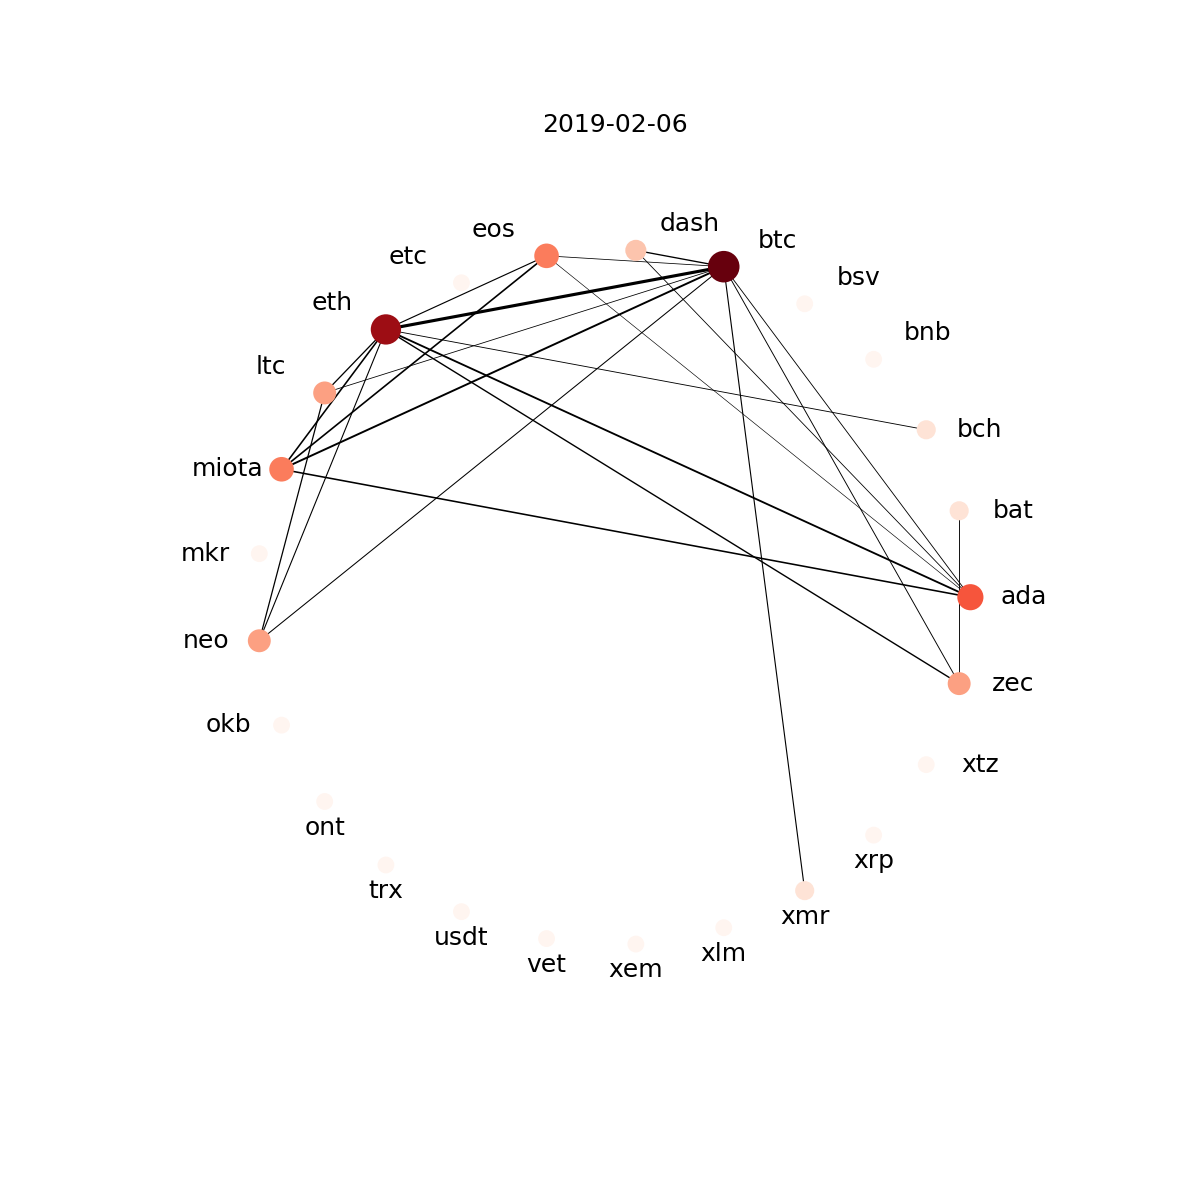 2019-02-06
dash
eos
btc
etc
bsv
eth
bnb
ltc
bch
miota
bat
mkr
ada
neo
zec
okb
xtz
ont
xrp
trx
xmr
usdt
xlm
vet
xem